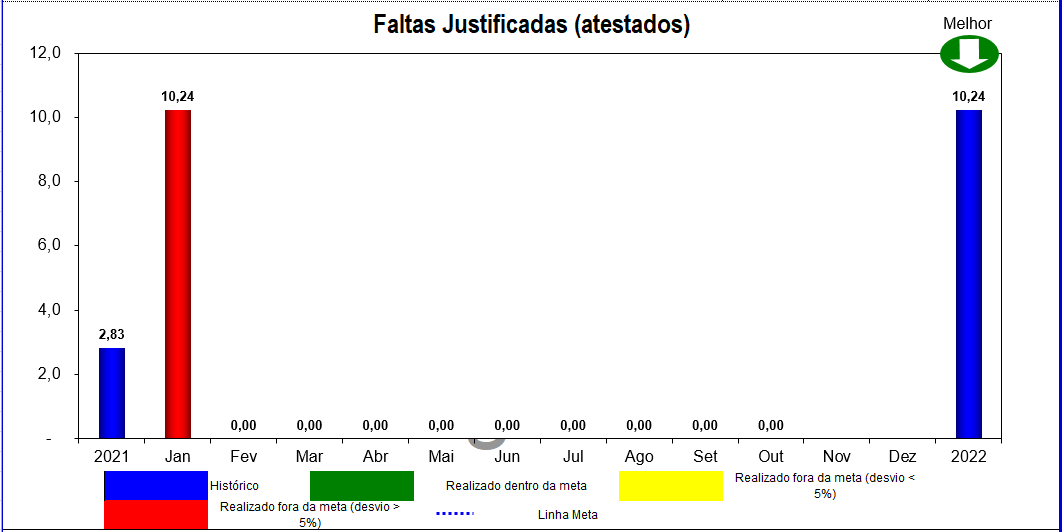 Faltas Justificadas (atestados)
Melhor
12,0
10,24
10,24
10,0
8,0
6,0
4,0
2,83
2,0
0,00 0,00 0,00 0,00 0,00 0,00 0,00 0,00 0,00
-
2021 Jan Fev Mar Abr Mai Jun Jul Ago Set Out Nov Dez 2022
Histórico
Realizado dentro da meta
Realizado fora da meta (desvio <
5%)
Realizado fora da meta (desvio >
5%)
Linha Meta